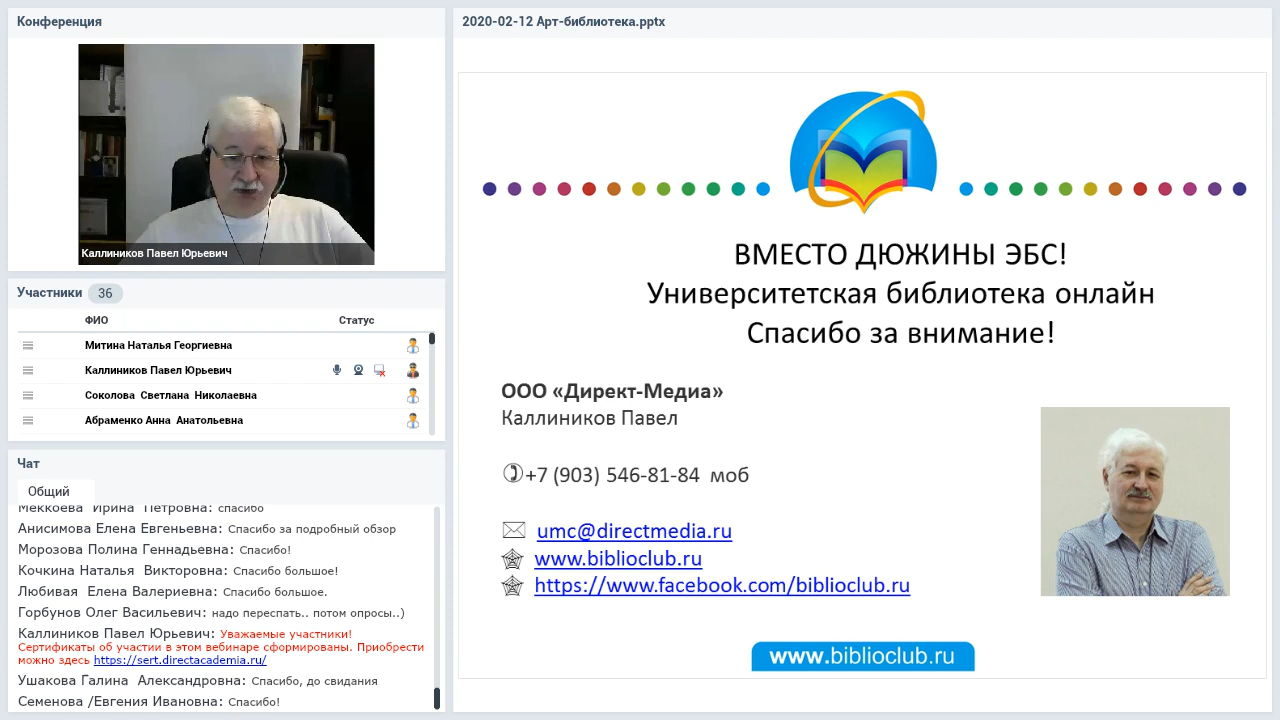 Конференция
Каллиников Павел Юрьевич
Участники 36
ФИО Статус
Митина Наталья Георгиевна
Каллиников Павел Юрьевич
Соколова Светлана Николаевна
Абраменко Анна Анатольевна
Чат
Общий
Меккоева Ирина Петровна: спасибо
Анисимова Елена Евгеньевна: Спасибо за подробный обзор
Морозова Полина Геннадьевна: Спасибо!
Кочкина Наталья Викторовна: Спасибо большое!
Любивая Елена Валериевна: Спасибо большое.
Горбунов Олег Васильевич: надо переспать.. потом опросы..)
Каллиников Павел Юрьевич: Уважаемые участники!
Сертификаты об участии в этом вебинаре сформированы. Приобрести
можно здесь https://sert.directacademia.ru/
Ушакова Галина Александровна: Спасибо, до свидания
Семенова /Евгения Ивановна: Спасибо!
2020-02-12 Арт-библиотека.pptx
ВМЕСТО ДЮЖИНЫ ЭБС!
Университетская библиотека онлайн
Спасибо за внимание!
ООО «Директ-Медиа»
Каллиников Павел
+7 (903) 546-81-84 моб
umc@directmedia.ru
www.biblioclub.ru
https://www.facebook.com/biblioclub.ru
www.biblioclub.ru